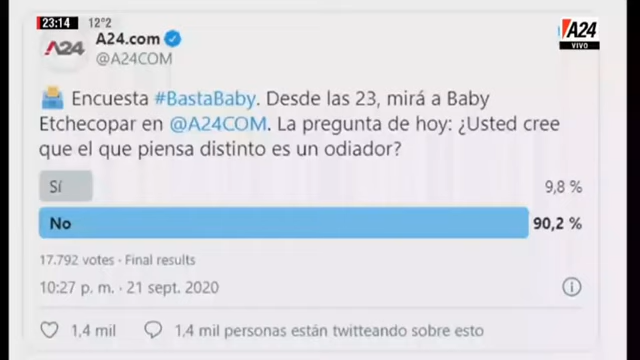 23:14 12°2
A24
VIVO
A24 A24.com
@A24COM
🗳️ Encuesta #BastaBaby. Desde las 23, mirá a Baby
Etchecopar en @A24COM. La pregunta de hoy: ¿Usted cree
que el que piensa distinto es un odiador?
Sí 9,8 %
No 90,2 %
17.792 votes · Final results
10:27 p. m. · 21 sept. 2020
1,4 mil 1,4 mil personas están twitteando sobre esto